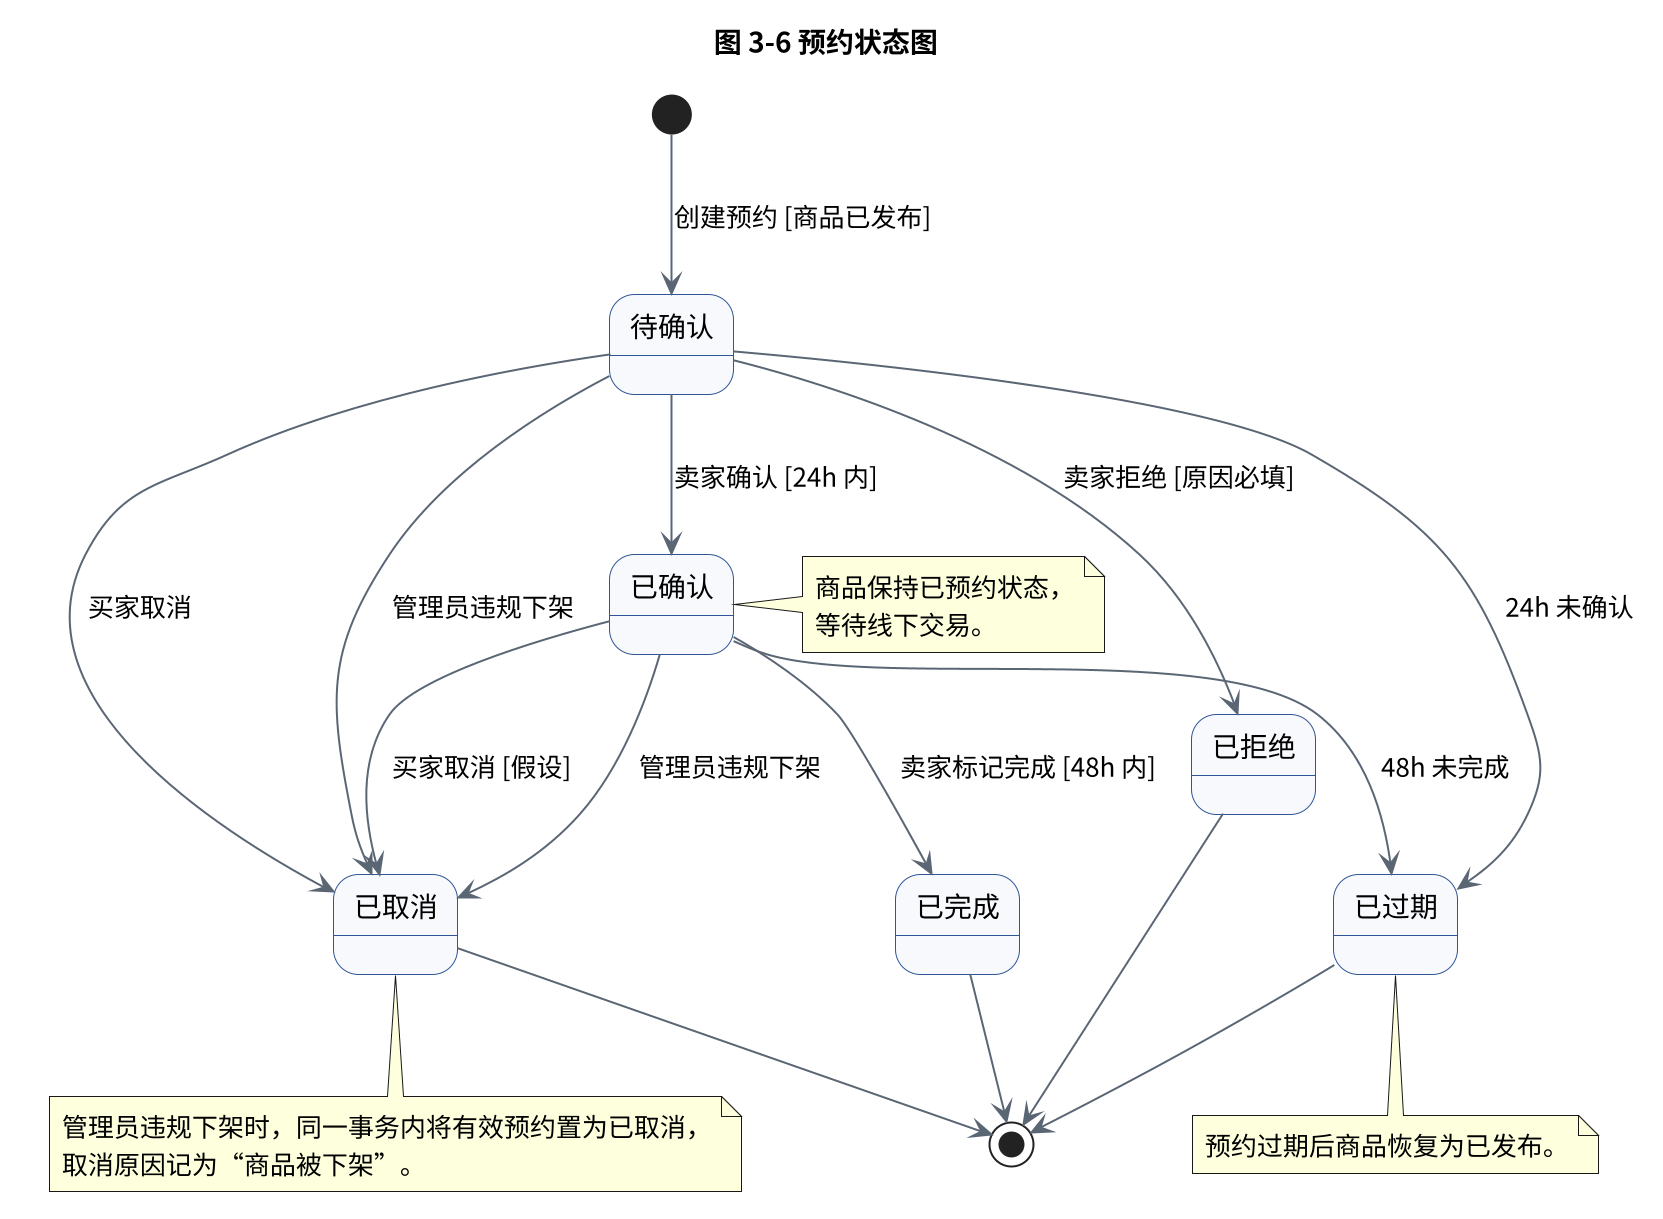 图 3-6 预约状态图
创建预约 [商品已发布]
待确认
卖家确认 [24h 内]
卖家拒绝 [原因必填]
买家取消
管理员违规下架
已确认
商品保持已预约状态，
等待线下交易。
24h 未确认
买家取消 [假设]
管理员违规下架
卖家标记完成 [48h 内]
已拒绝
48h 未完成
已取消
已完成
已过期
管理员违规下架时，同一事务内将有效预约置为已取消，
取消原因记为“商品被下架”。
预约过期后商品恢复为已发布。